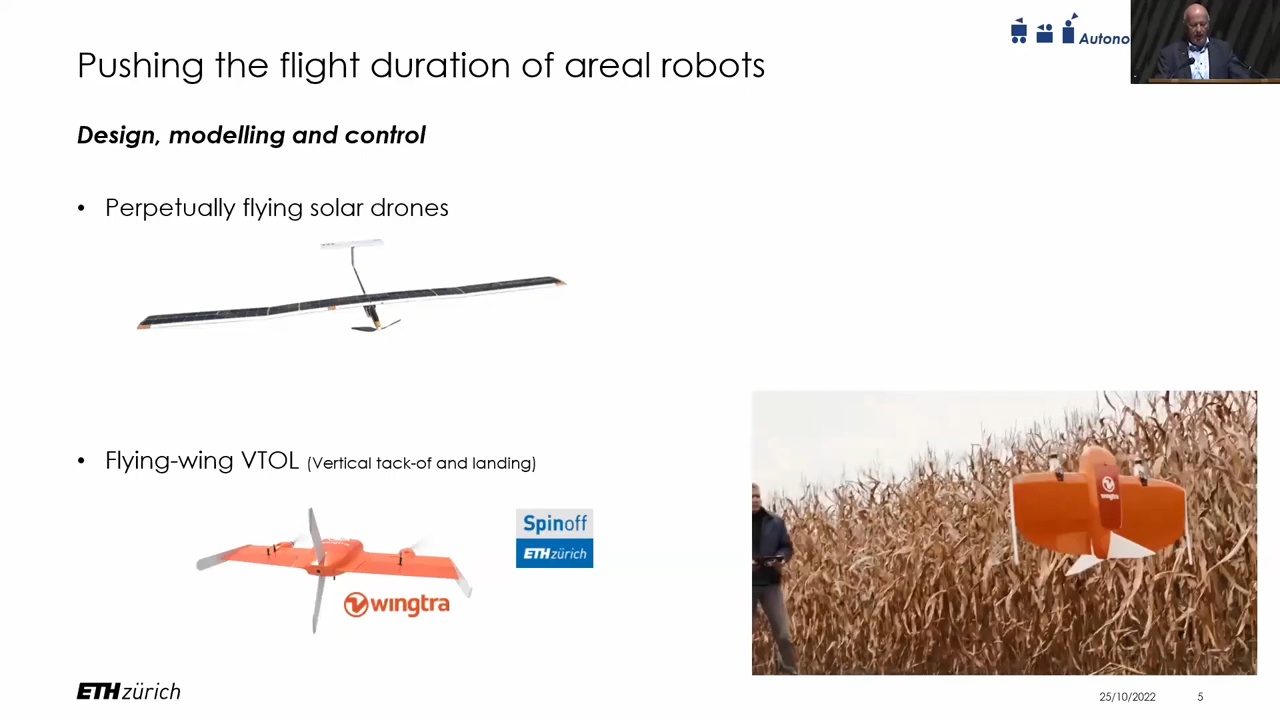 Autono
Pushing the flight duration of areal robots
Design, modelling and control
• Perpetually flying solar drones
• Flying-wing VTOL (Vertical tack-of and landing)
Spinoff
ETH zürich
wingtra
wingtra
ETH zürich
25/10/2022 5